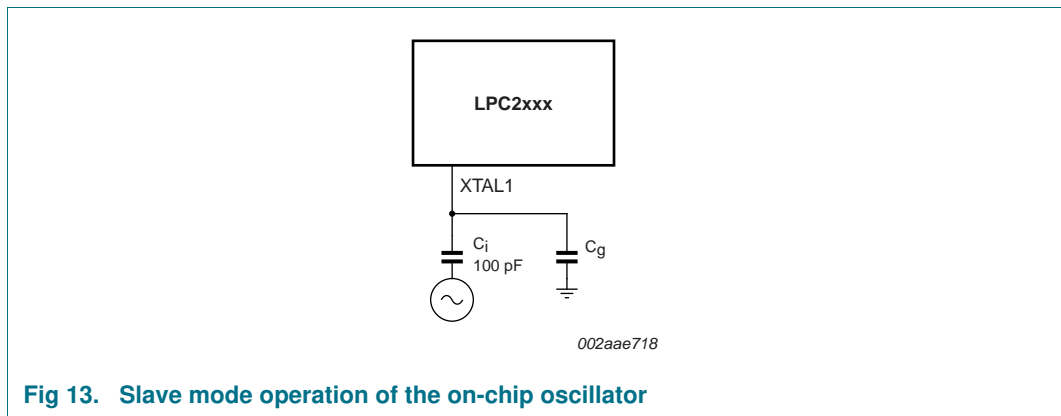 LPC2xxx
XTAL1
Ci
100 pF
Cg
002aae718
Fig 13. Slave mode operation of the on-chip oscillator